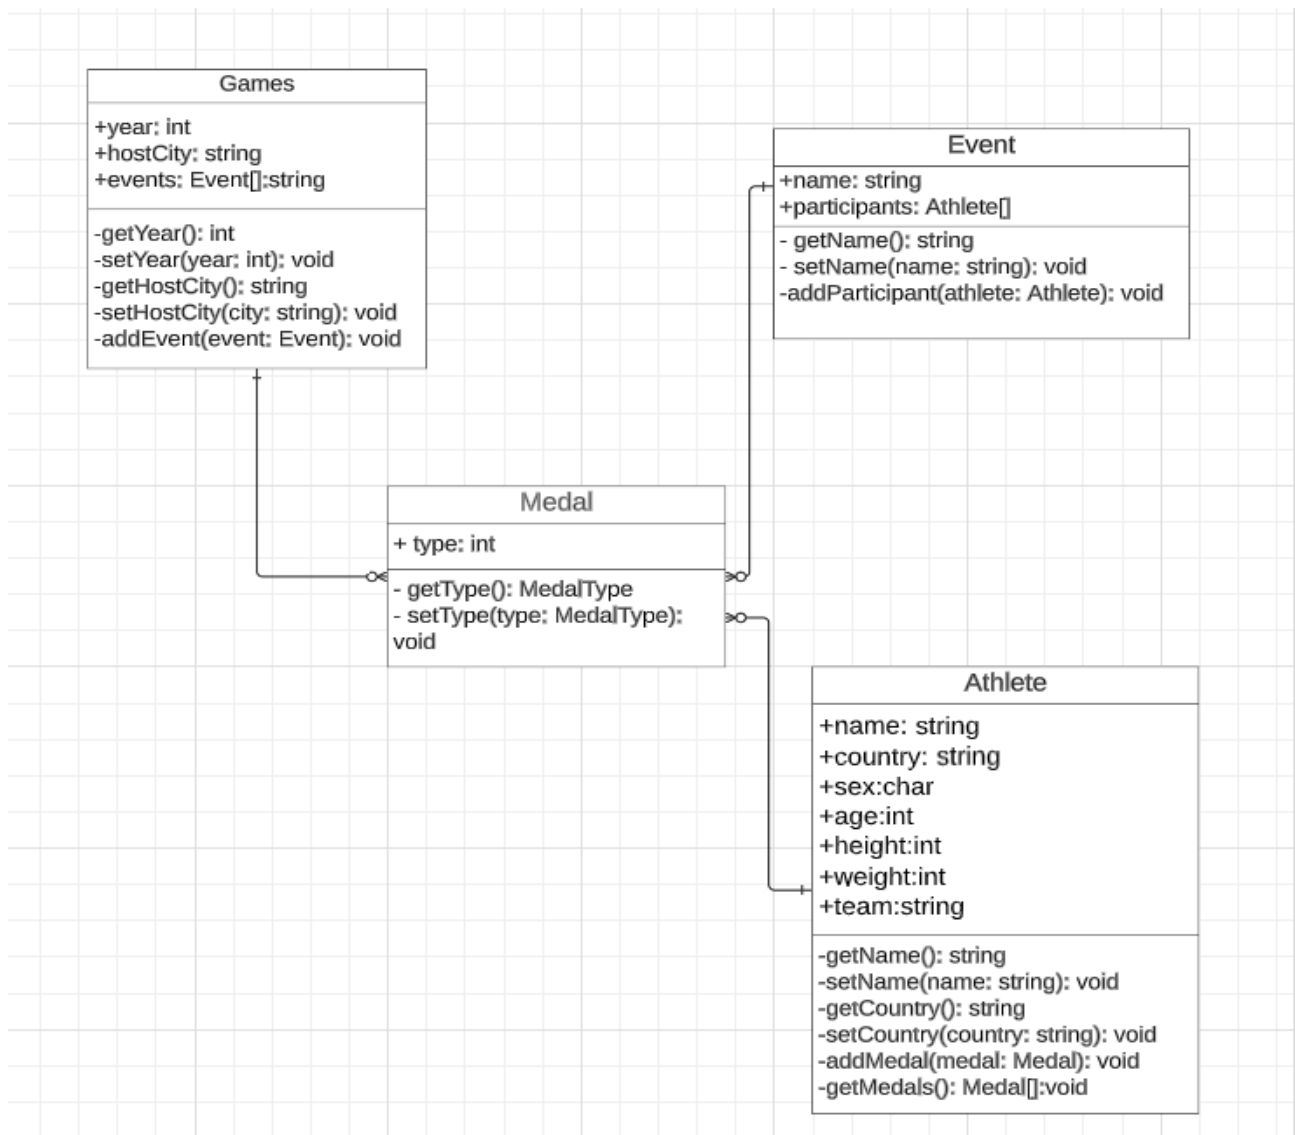 Games
+year: int
+hostCity: string
+events: Event[]:string
-getYear(): int
-setYear(year: int): void
-getHostCity(): string
-setHostCity(city: string): void
-addEvent(event: Event): void
Event
+name: string
+participants: Athlete[]
- getName(): string
- setName(name: string): void
-addParticipant(athlete: Athlete): void
Medal
+ type: int
- getType(): MedalType
- setType(type: MedalType):
void
Athlete
+name: string
+country: string
+sex:char
+age:int
+height:int
+weight:int
+team:string
-getName(): string
-setName(name: string): void
-getCountry(): string
-setCountry(country: string): void
-addMedal(medal: Medal): void
-getMedals(): Medal[]:void